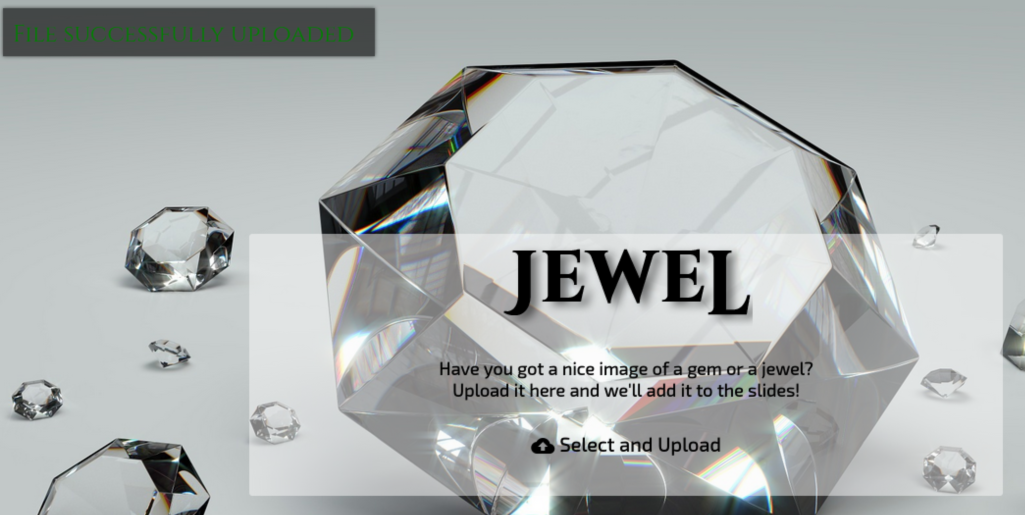 File successfully uploaded
JEWEL
Have you got a nice image of a gem or a jewel?
Upload it here and we'll add it to the slides!
Select and Upload